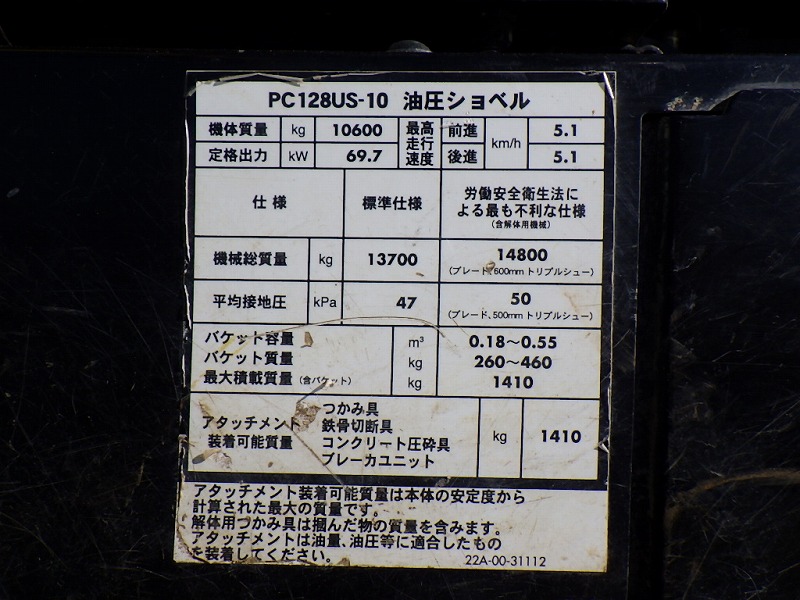 PC128US-10 油圧ショベル
機体質量 kg 10600 最高走行速度 前進 km/h 5.1
定格出力 kW 69.7 後進 5.1
仕様 標準仕様 労働安全衛生法に
よる最も不利な仕様
(含解体用機械)
機械総質量 kg 13700 14800
(ブレード、600mmトリプルシュー)
平均接地圧 kPa 47 50
(ブレード、500mmトリプルシュー)
バケット容量 m³ 0.18〜0.55
バケット質量 kg 260〜460
最大積載質量 (含バケット) kg 1410
アタッチメント
装着可能質量
つかみ具
鉄骨切断具
コンクリート圧砕具
ブレーカユニット
kg 1410
アタッチメント装着可能質量は本体の安定度から
計算された最大の質量です。
解体用つかみ具は掴んだ物の質量を含みます。
アタッチメントは油量、油圧等に適合したもの
を装着してください。
22A-00-31112